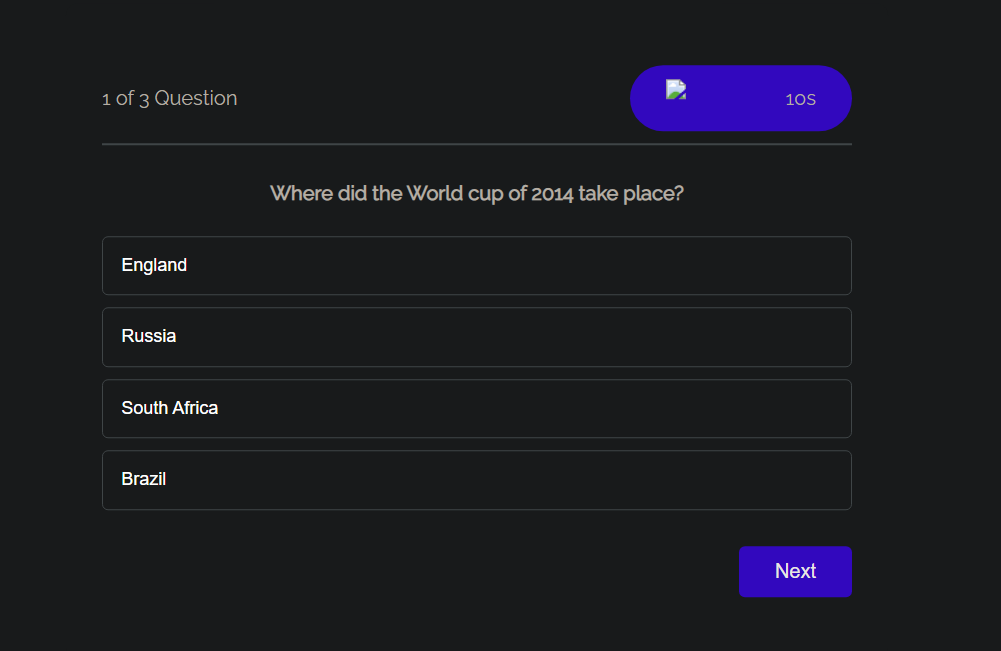 1 of 3 Question
10s
Where did the World cup of 2014 take place?
England
Russia
South Africa
Brazil
Next